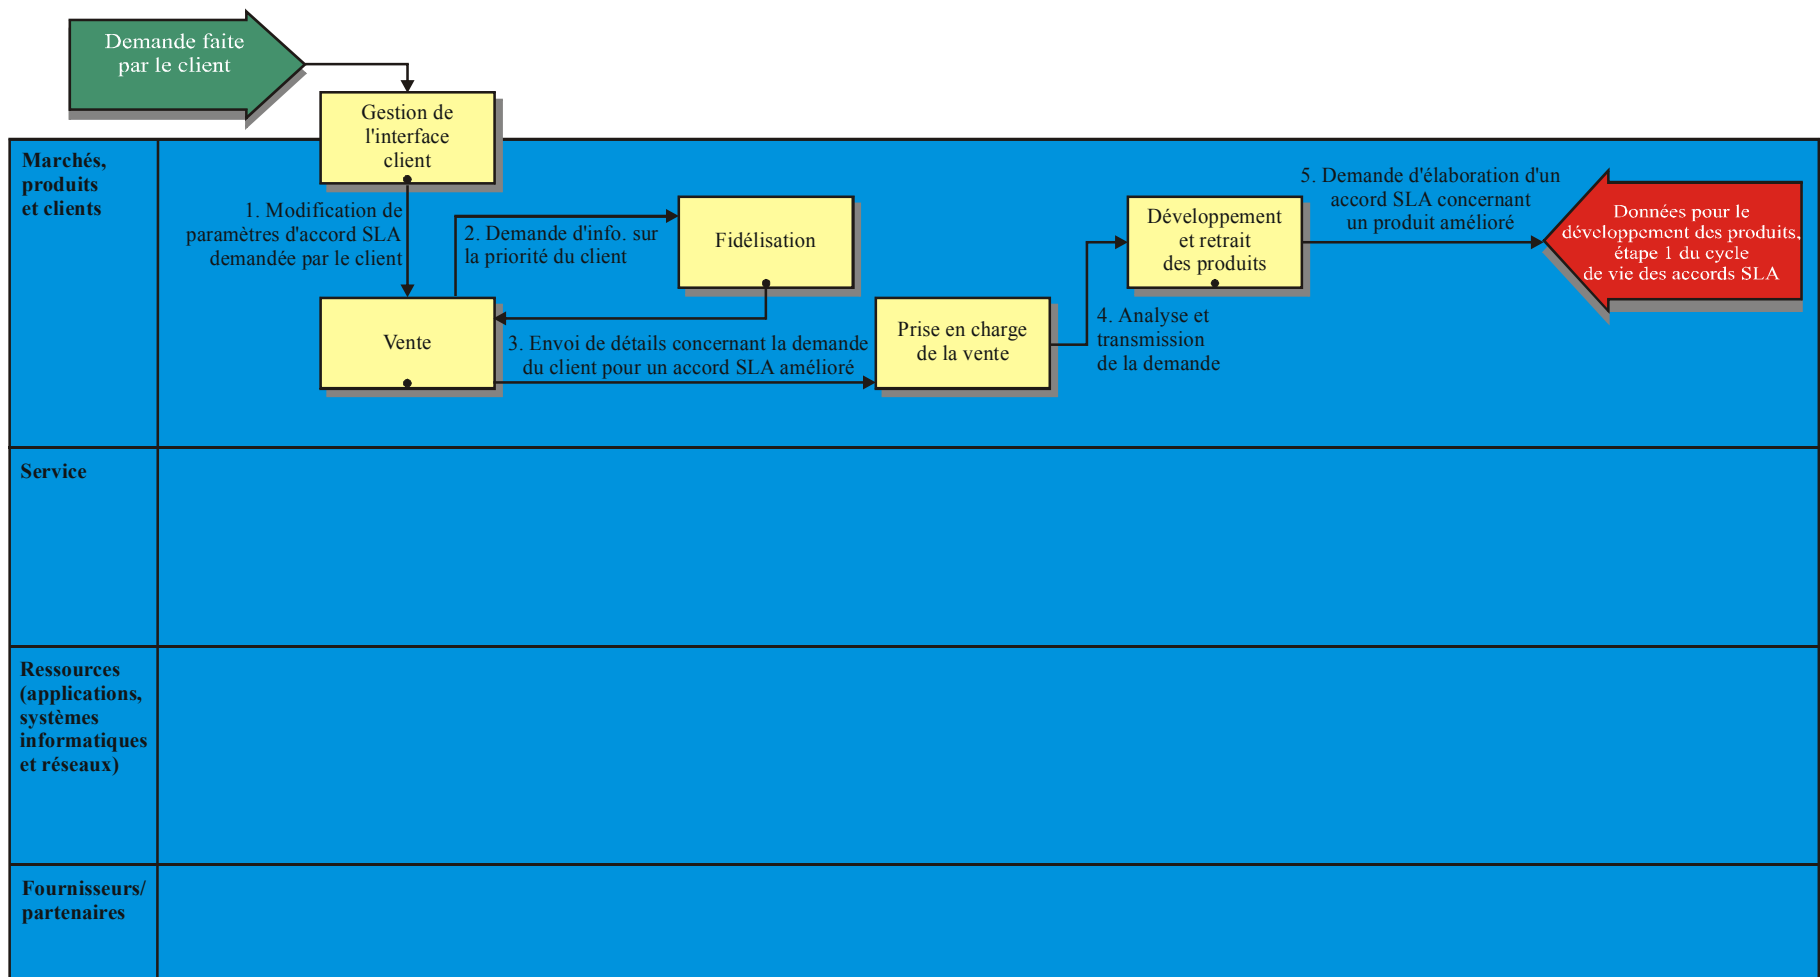 Demande faite
par le client
Gestion de
l'interface
client
Marchés,
produits
et clients
1. Modification de
paramètres d'accord SLA
demandée par le client
2. Demande d'info. sur
la priorité du client
Fidélisation
Développement
et retrait
des produits
5. Demande d'élaboration d'un
accord SLA concernant
un produit amélioré
Données pour le
développement des produits,
étape 1 du cycle
de vie des accords SLA
Vente
3. Envoi de détails concernant la demande
du client pour un accord SLA amélioré
Prise en charge
de la vente
4. Analyse et
transmission
de la demande
Service
Ressources
(applications,
systèmes
informatiques
et réseaux)
Fournisseurs/
partenaires